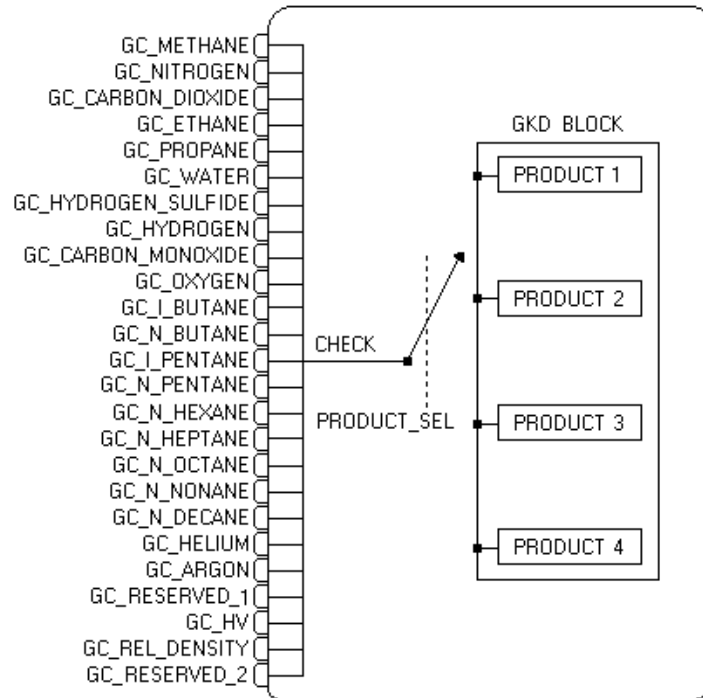 GC_METHANE
GC_NITROGEN
GC_CARBON_DIOXIDE
GC_ETHANE
GC_PROPANE
GC_WATER
GC_HYDROGEN_SULFIDE
GC_HYDROGEN
GC_CARBON_MONOXIDE
GC_OXYGEN
GC_I_BUTANE
GC_N_BUTANE
GC_I_PENTANE
GC_N_PENTANE
GC_N_HEXANE
GC_N_HEPTANE
GC_N_OCTANE
GC_N_NONANE
GC_N_DECANE
GC_HELIUM
GC_ARGON
GC_RESERVED_1
GC_HV
GC_REL_DENSITY
GC_RESERVED_2
CHECK
PRODUCT_SEL
GKD BLOCK
PRODUCT 1
PRODUCT 2
PRODUCT 3
PRODUCT 4